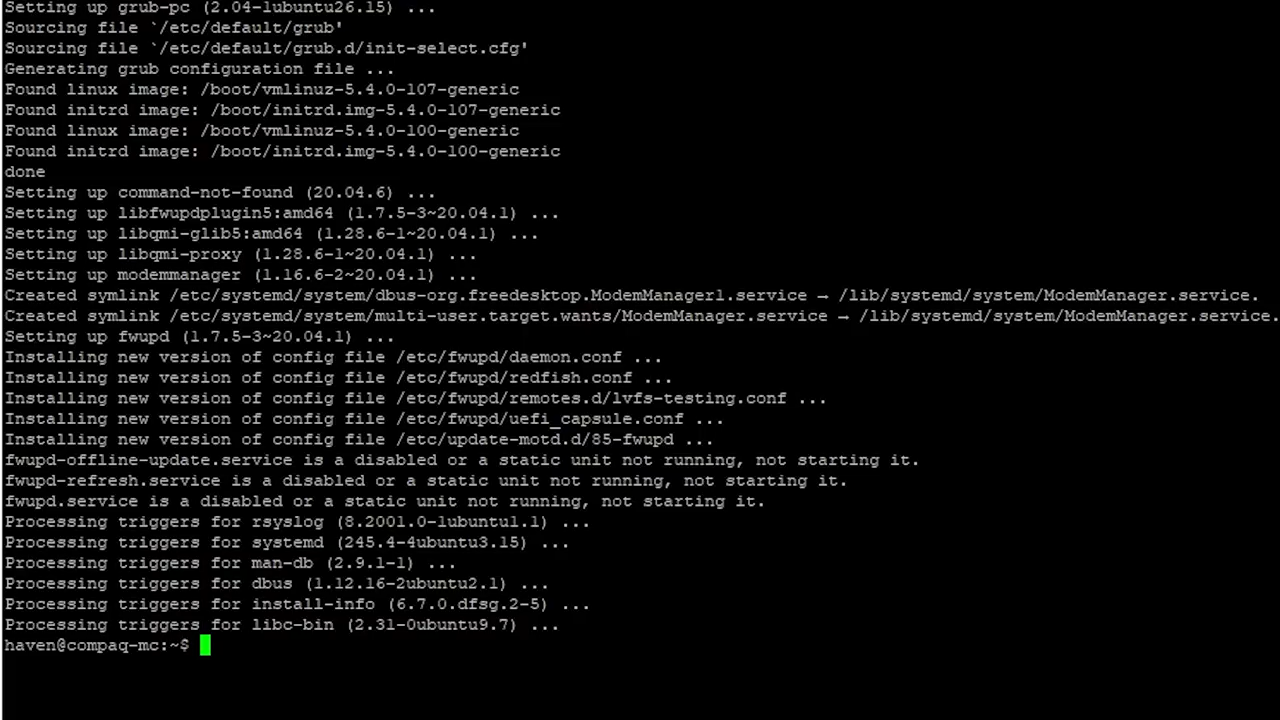 Setting up grub-pc (2.04-1ubuntu26.15) ...
Sourcing file `/etc/default/grub'
Sourcing file `/etc/default/grub.d/init-select.cfg'
Generating grub configuration file ...
Found linux image: /boot/vmlinuz-5.4.0-107-generic
Found initrd image: /boot/initrd.img-5.4.0-107-generic
Found linux image: /boot/vmlinuz-5.4.0-100-generic
Found initrd image: /boot/initrd.img-5.4.0-100-generic
done
Setting up command-not-found (20.04.6) ...
Setting up libfwupdplugin5:amd64 (1.7.5-3~20.04.1) ...
Setting up libqmi-glib5:amd64 (1.28.6-1~20.04.1) ...
Setting up libqmi-proxy (1.28.6-1~20.04.1) ...
Setting up modemmanager (1.16.6-2~20.04.1) ...
Created symlink /etc/systemd/system/dbus-org.freedesktop.ModemManager1.service → /lib/systemd/system/ModemManager.service.
Created symlink /etc/systemd/system/multi-user.target.wants/ModemManager.service → /lib/systemd/system/ModemManager.service.
Setting up fwupd (1.7.5-3~20.04.1) ...
Installing new version of config file /etc/fwupd/daemon.conf ...
Installing new version of config file /etc/fwupd/redfish.conf ...
Installing new version of config file /etc/fwupd/remotes.d/lvfs-testing.conf ...
Installing new version of config file /etc/fwupd/uefi_capsule.conf ...
Installing new version of config file /etc/update-motd.d/85-fwupd ...
fwupd-offline-update.service is a disabled or a static unit not running, not starting it.
fwupd-refresh.service is a disabled or a static unit not running, not starting it.
fwupd.service is a disabled or a static unit not running, not starting it.
Processing triggers for rsyslog (8.2001.0-1ubuntu1.1) ...
Processing triggers for systemd (245.4-4ubuntu3.15) ...
Processing triggers for man-db (2.9.1-1) ...
Processing triggers for dbus (1.12.16-2ubuntu2.1) ...
Processing triggers for install-info (6.7.0.dfsg.2-5) ...
Processing triggers for libc-bin (2.31-0ubuntu9.7) ...
haven@compaq-mc:~$